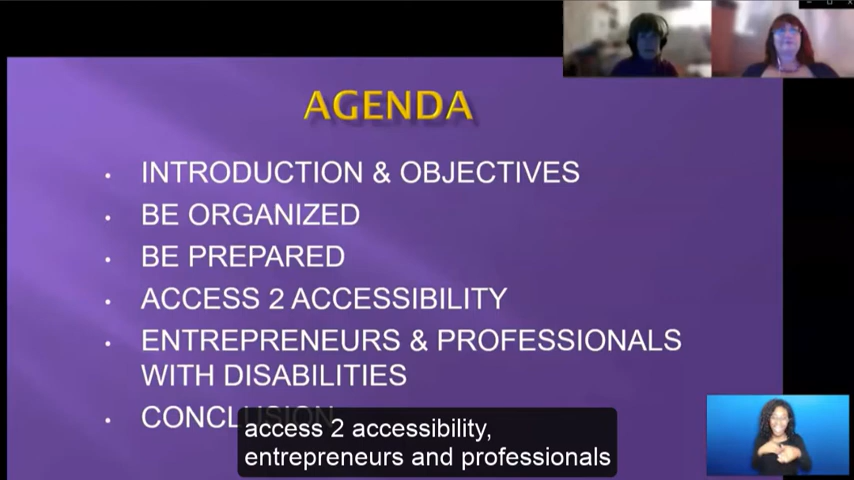 AGENDA
• INTRODUCTION & OBJECTIVES
• BE ORGANIZED
• BE PREPARED
• ACCESS 2 ACCESSIBILITY
• ENTREPRENEURS & PROFESSIONALS
WITH DISABILITIES
• CONCLUSION
access 2 accessibility,
entrepreneurs and professionals